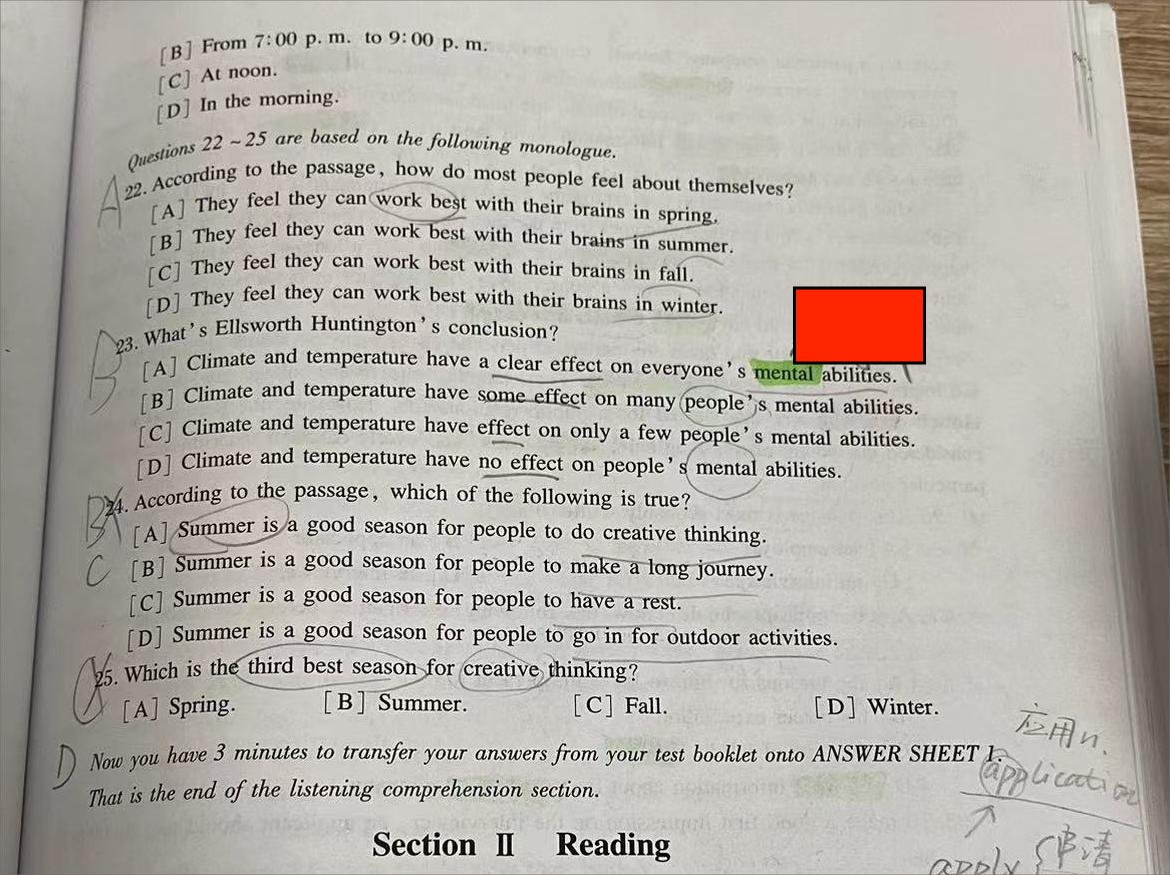 [B] From 7:00 p. m. to 9:00 p. m.
[C] At noon.
[D] In the morning.
Questions 22 ~ 25 are based on the following monologue.
A 22. According to the passage, how do most people feel about themselves?
[A] They feel they can work best with their brains in spring.
[B] They feel they can work best with their brains in summer.
[C] They feel they can work best with their brains in fall.
[D] They feel they can work best with their brains in winter.
B 23. What's Ellsworth Huntington's conclusion?
[A] Climate and temperature have a clear effect on everyone's mental abilities.
[B] Climate and temperature have some effect on many people's mental abilities.
[C] Climate and temperature have effect on only a few people's mental abilities.
[D] Climate and temperature have no effect on people's mental abilities.
B 24. According to the passage, which of the following is true?
[A] Summer is a good season for people to do creative thinking.
C [B] Summer is a good season for people to make a long journey.
[C] Summer is a good season for people to have a rest.
[D] Summer is a good season for people to go in for outdoor activities.
25. Which is the third best season for creative thinking?
[A] Spring. [B] Summer. [C] Fall. [D] Winter.
应用n.
D Now you have 3 minutes to transfer your answers from your test booklet onto ANSWER SHEET 1.
application
That is the end of the listening comprehension section.
Section II Reading
apply 申请